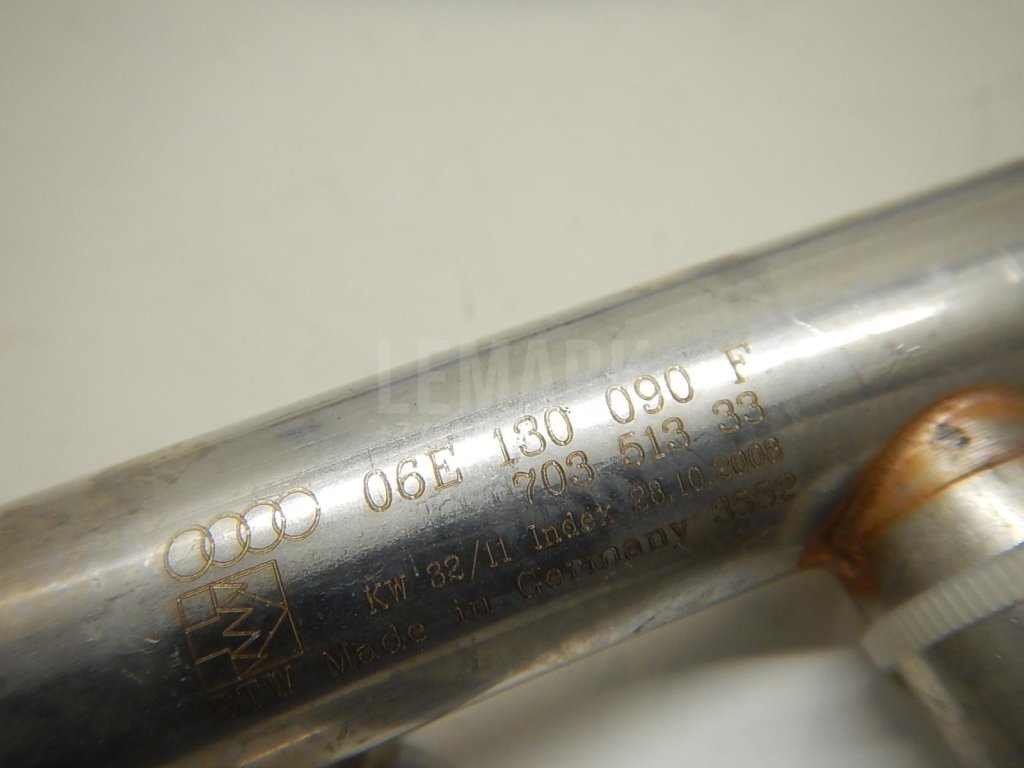 LEMARK
06E 130 090 F
703 513 33
KW 32/11 Index 28.10.2008
Made in Germany 3552